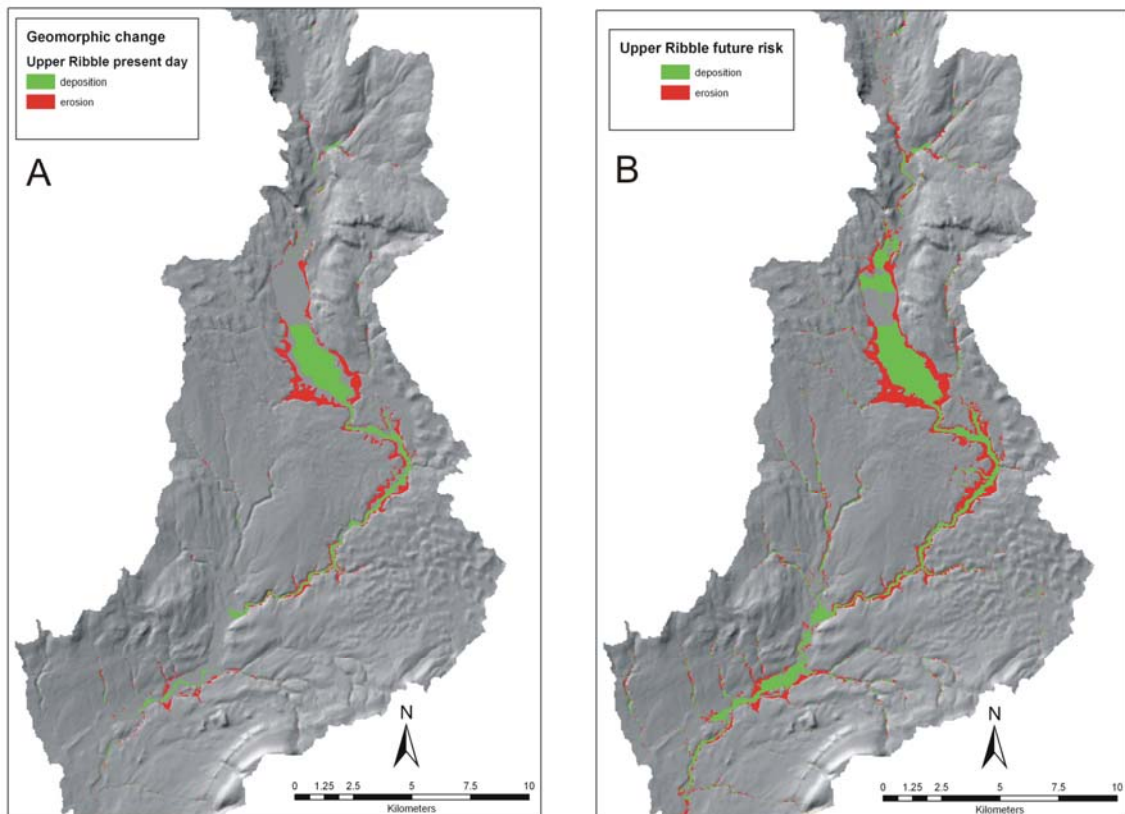 Geomorphic change
Upper Ribble present day
deposition
erosion
A
N
0 1.25 2.5 5 7.5 10
Kilometers
Upper Ribble future risk
deposition
erosion
B
N
0 1.25 2.5 5 7.5 10
Kilometers